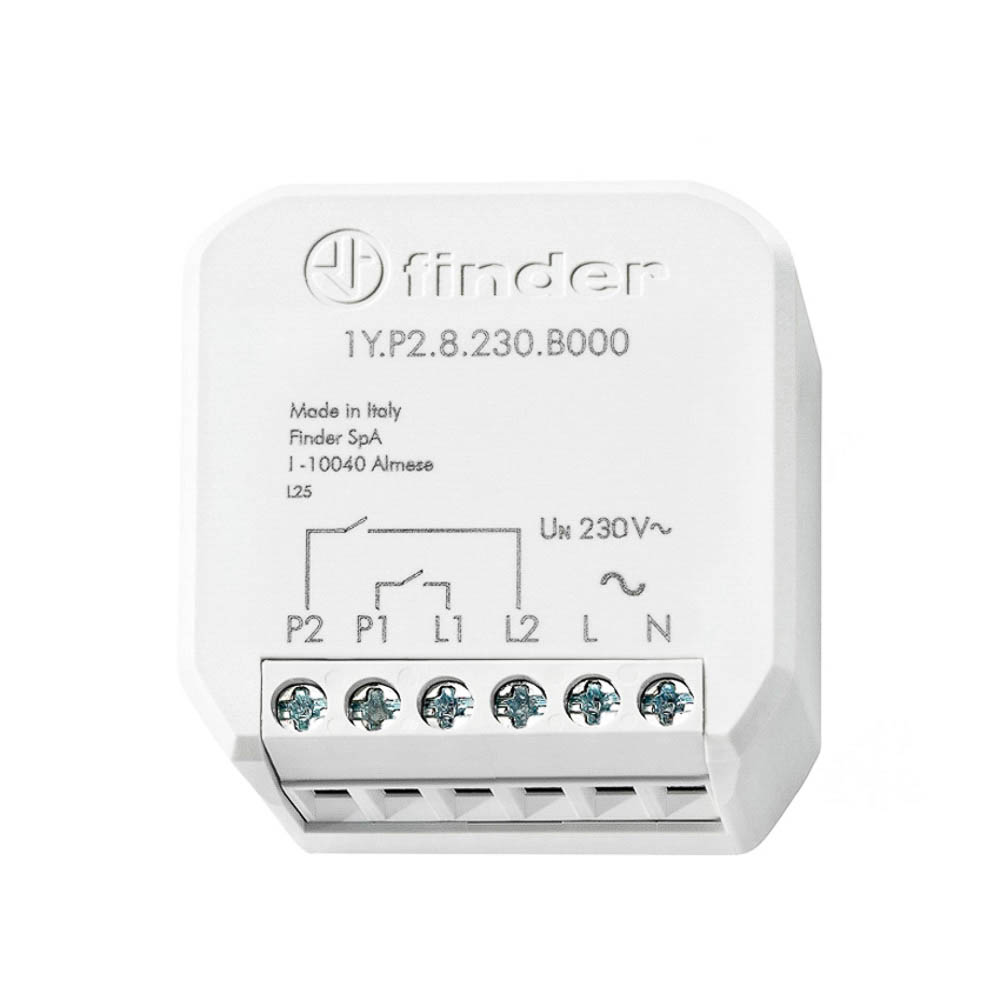 finder
1Y.P2.8.230.B000
Made in Italy
Finder SpA
I -10040 Almese
L25
UN 230V~
P2 P1 L1 L2 L N